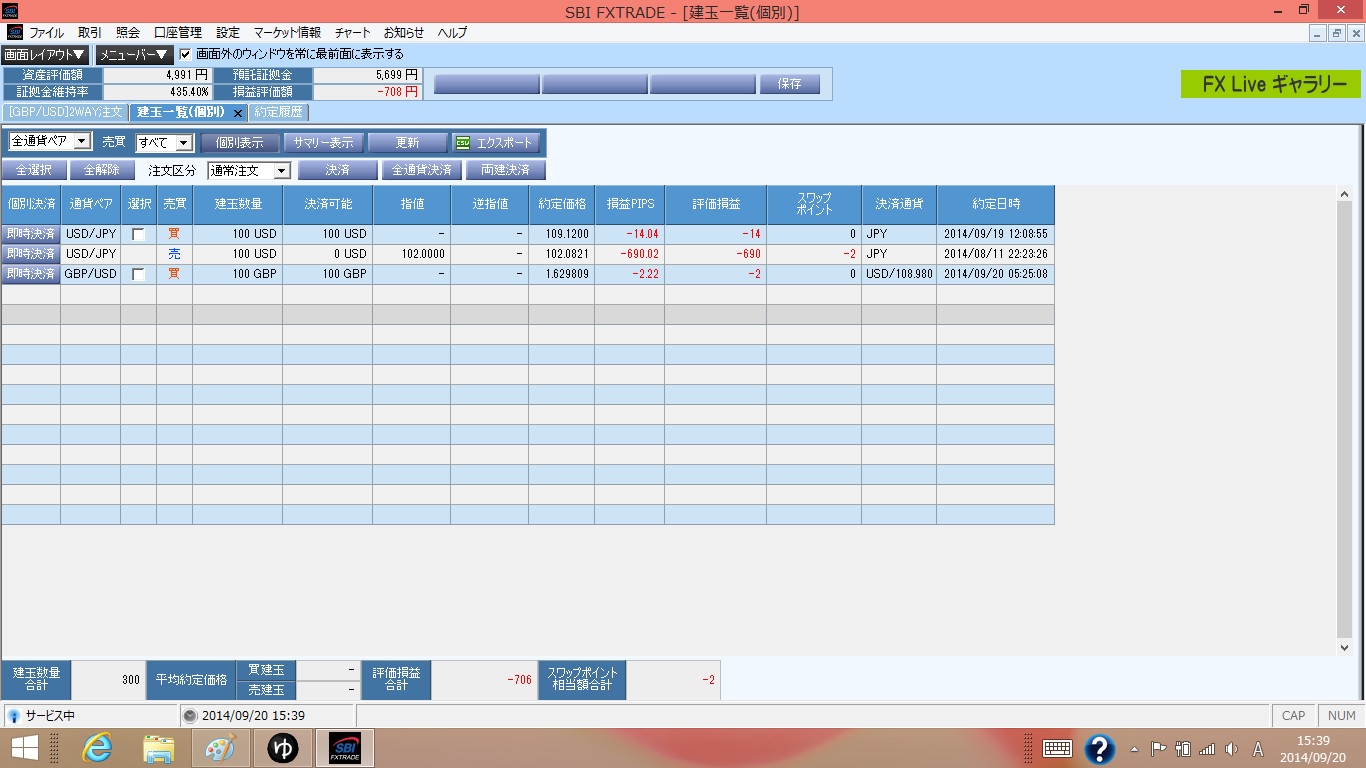 SBI FXTRADE - [建玉一覧(個別)]
ファイル 取引 照会 口座管理 設定 マーケット情報 チャート お知らせ ヘルプ
画面レイアウト▼ メニューバー▼ 画面外のウィンドウを常に最前面に表示する
資産評価額 4,991 円 預託証拠金 5,699 円
証拠金維持率 435.40% 損益評価額 -708 円 保存
FX Live ギャラリー
[GBP/USD]2WAY注文 建玉一覧(個別) × 約定履歴
全通貨ペア 売買 すべて 個別表示 サマリー表示 更新 CSV エクスポート
全選択 全解除 注文区分 通常注文 決済 全通貨決済 両建決済
個別決済 通貨ペア 選択 売買 建玉数量 決済可能 指値 逆指値 約定価格 損益PIPS 評価損益 スワップ ポイント 決済通貨 約定日時
即時決済 USD/JPY 買 100 USD 100 USD - - 109.1200 -14.04 -14 0 JPY 2014/09/19 12:08:55
即時決済 USD/JPY 売 100 USD 0 USD 102.0000 - 102.0821 -690.02 -690 -2 JPY 2014/08/11 22:23:26
即時決済 GBP/USD 買 100 GBP 100 GBP - - 1.629809 -2.22 -2 0 USD/108.980 2014/09/20 05:25:08
建玉数量 合計 300 平均約定価格 買建玉 - 評価損益 合計 -706 スワップポイント 相当額合計 -2
売建玉 -
サービス中 2014/09/20 15:39 CAP NUM
ゆ SBI FXTRADE A 15:39
2014/09/20